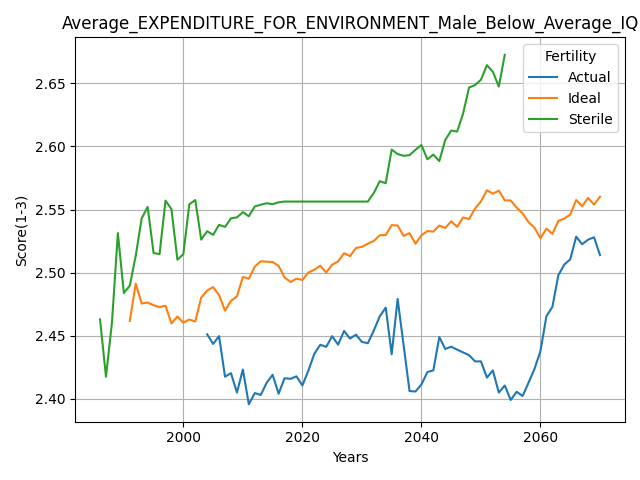 Average_EXPENDITURE_FOR_ENVIRONMENT_Male_Below_Average_IQ
Fertility
Actual
Ideal
Sterile
Score(1-3)
2.65
2.60
2.55
2.50
2.45
2.40
2000
2020
2040
2060
Years